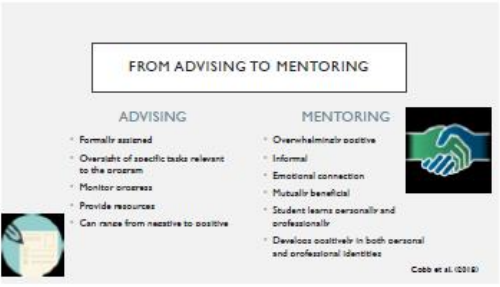 FROM ADVISING TO MENTORING
ADVISING
Formally assigned
Oversight of specific tasks relevant
to the program
Monitor progress
Provide resources
Can range from negative to positive
MENTORING
Overwhelmingly positive
Informal
Emotional connection
Mutually beneficial
Student learns personally and
professionally
Develops positively in both personal
and professional identities
Cobb et al. (2018)